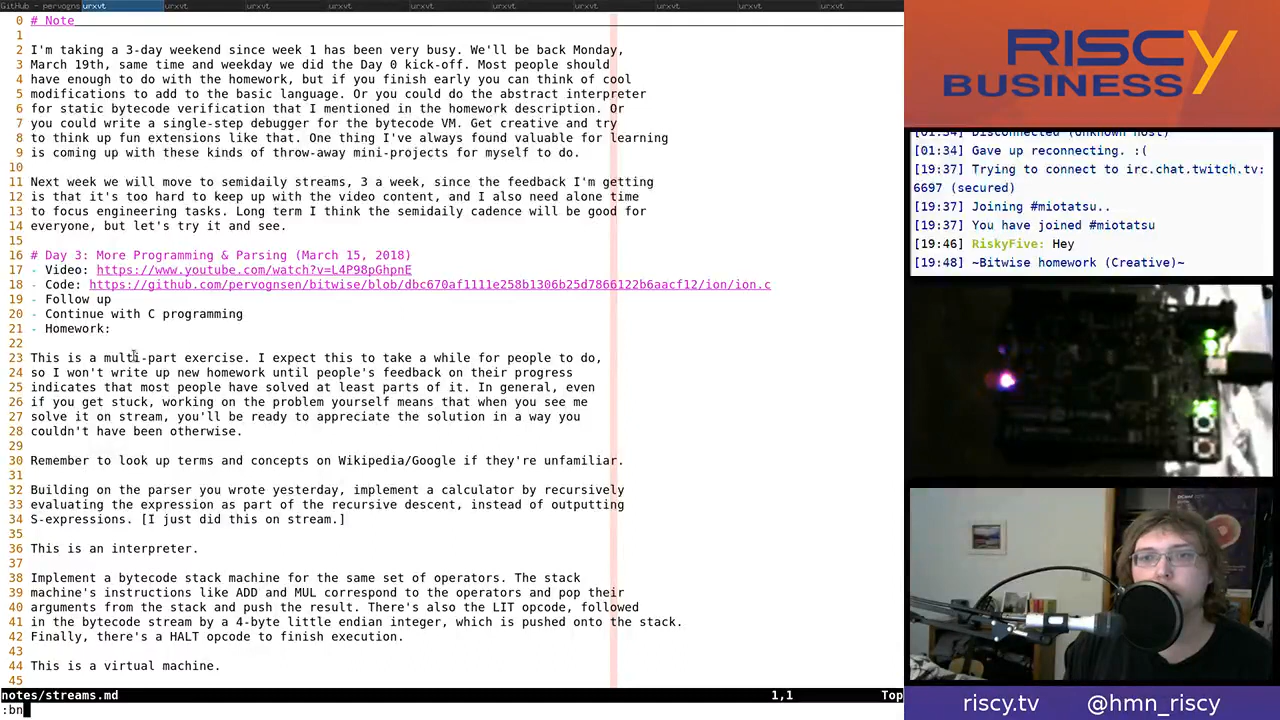 GitHub - pervogns urxvt urxvt urxvt urxvt urxvt urxvt urxvt urxvt urxvt urxvt
0 # Note
1
2 I'm taking a 3-day weekend since week 1 has been very busy. We'll be back Monday,
3 March 19th, same time and weekday we did the Day 0 kick-off. Most people should
4 have enough to do with the homework, but if you finish early you can think of cool
5 modifications to add to the basic language. Or you could do the abstract interpreter
6 for static bytecode verification that I mentioned in the homework description. Or
7 you could write a single-step debugger for the bytecode VM. Get creative and try
8 to think up fun extensions like that. One thing I've always found valuable for learning
9 is coming up with these kinds of throw-away mini-projects for myself to do.
10
11 Next week we will move to semidaily streams, 3 a week, since the feedback I'm getting
12 is that it's too hard to keep up with the video content, and I also need alone time
13 to focus engineering tasks. Long term I think the semidaily cadence will be good for
14 everyone, but let's try it and see.
15
16 # Day 3: More Programming & Parsing (March 15, 2018)
17 - Video: https://www.youtube.com/watch?v=L4P98pGhpnE
18 - Code: https://github.com/pervognsen/bitwise/blob/dbc670af1111e258b1306b25d7866122b6aacf12/ion/ion.c
19 - Follow up
20 - Continue with C programming
21 - Homework:
22
23 This is a multi-part exercise. I expect this to take a while for people to do,
24 so I won't write up new homework until people's feedback on their progress
25 indicates that most people have solved at least parts of it. In general, even
26 if you get stuck, working on the problem yourself means that when you see me
27 solve it on stream, you'll be ready to appreciate the solution in a way you
28 couldn't have been otherwise.
29
30 Remember to look up terms and concepts on Wikipedia/Google if they're unfamiliar.
31
32 Building on the parser you wrote yesterday, implement a calculator by recursively
33 evaluating the expression as part of the recursive descent, instead of outputting
34 S-expressions. [I just did this on stream.]
35
36 This is an interpreter.
37
38 Implement a bytecode stack machine for the same set of operators. The stack
39 machine's instructions like ADD and MUL correspond to the operators and pop their
40 arguments from the stack and push the result. There's also the LIT opcode, followed
41 in the bytecode stream by a 4-byte little endian integer, which is pushed onto the stack.
42 Finally, there's a HALT opcode to finish execution.
43
44 This is a virtual machine.
45
notes/streams.md 1,1 Top
:bn
RISCY
BUSINESS
[01:34] Disconnected (Unknown host)
[01:34] Gave up reconnecting. :(
[19:37] Trying to connect to irc.chat.twitch.tv:
6697 (secured)
[19:37] Joining #miotatsu..
[19:37] You have joined #miotatsu
[19:46] RiskyFive: Hey
[19:48] ~Bitwise homework (Creative)~
riscy.tv @hmn_riscy